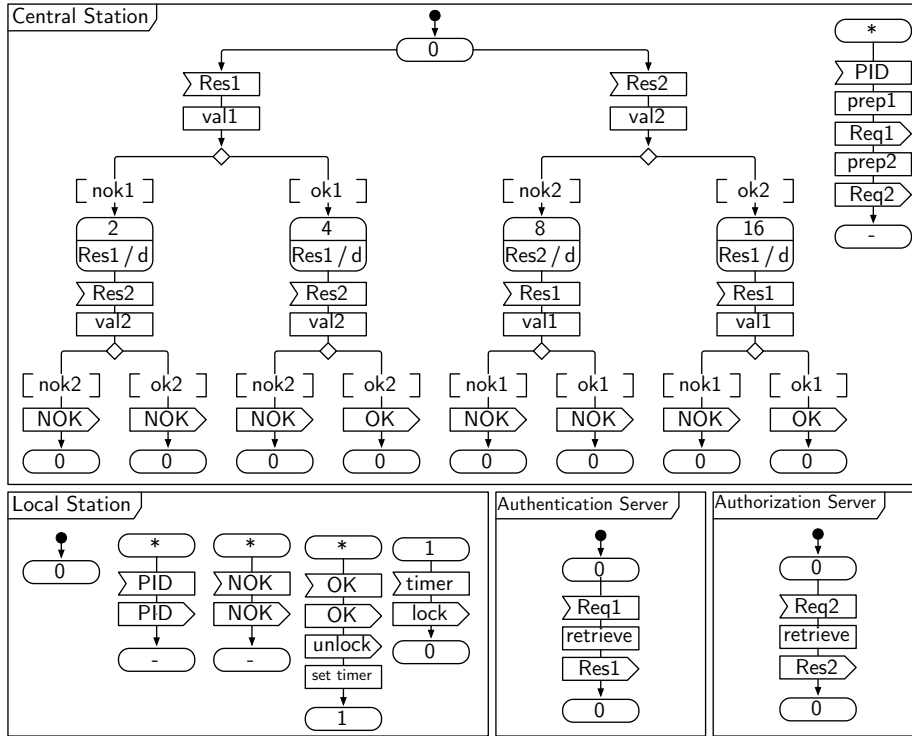 Central Station
0
*
Res1
Res2
PID
val1
val2
prep1
Req1
prep2
Req2
-
nok1
ok1
nok2
ok2
2
4
8
16
Res1 / d
Res1 / d
Res2 / d
Res1 / d
Res2
Res2
Res1
Res1
val2
val2
val1
val1
nok2
ok2
nok2
ok2
nok1
ok1
nok1
ok1
NOK
NOK
NOK
OK
NOK
NOK
NOK
OK
0
0
0
0
0
0
0
0
Local Station
0
*
PID
PID
-
*
NOK
NOK
-
*
OK
OK
unlock
set timer
1
1
timer
lock
0
Authentication Server
0
Req1
retrieve
Res1
0
Authorization Server
0
Req2
retrieve
Res2
0